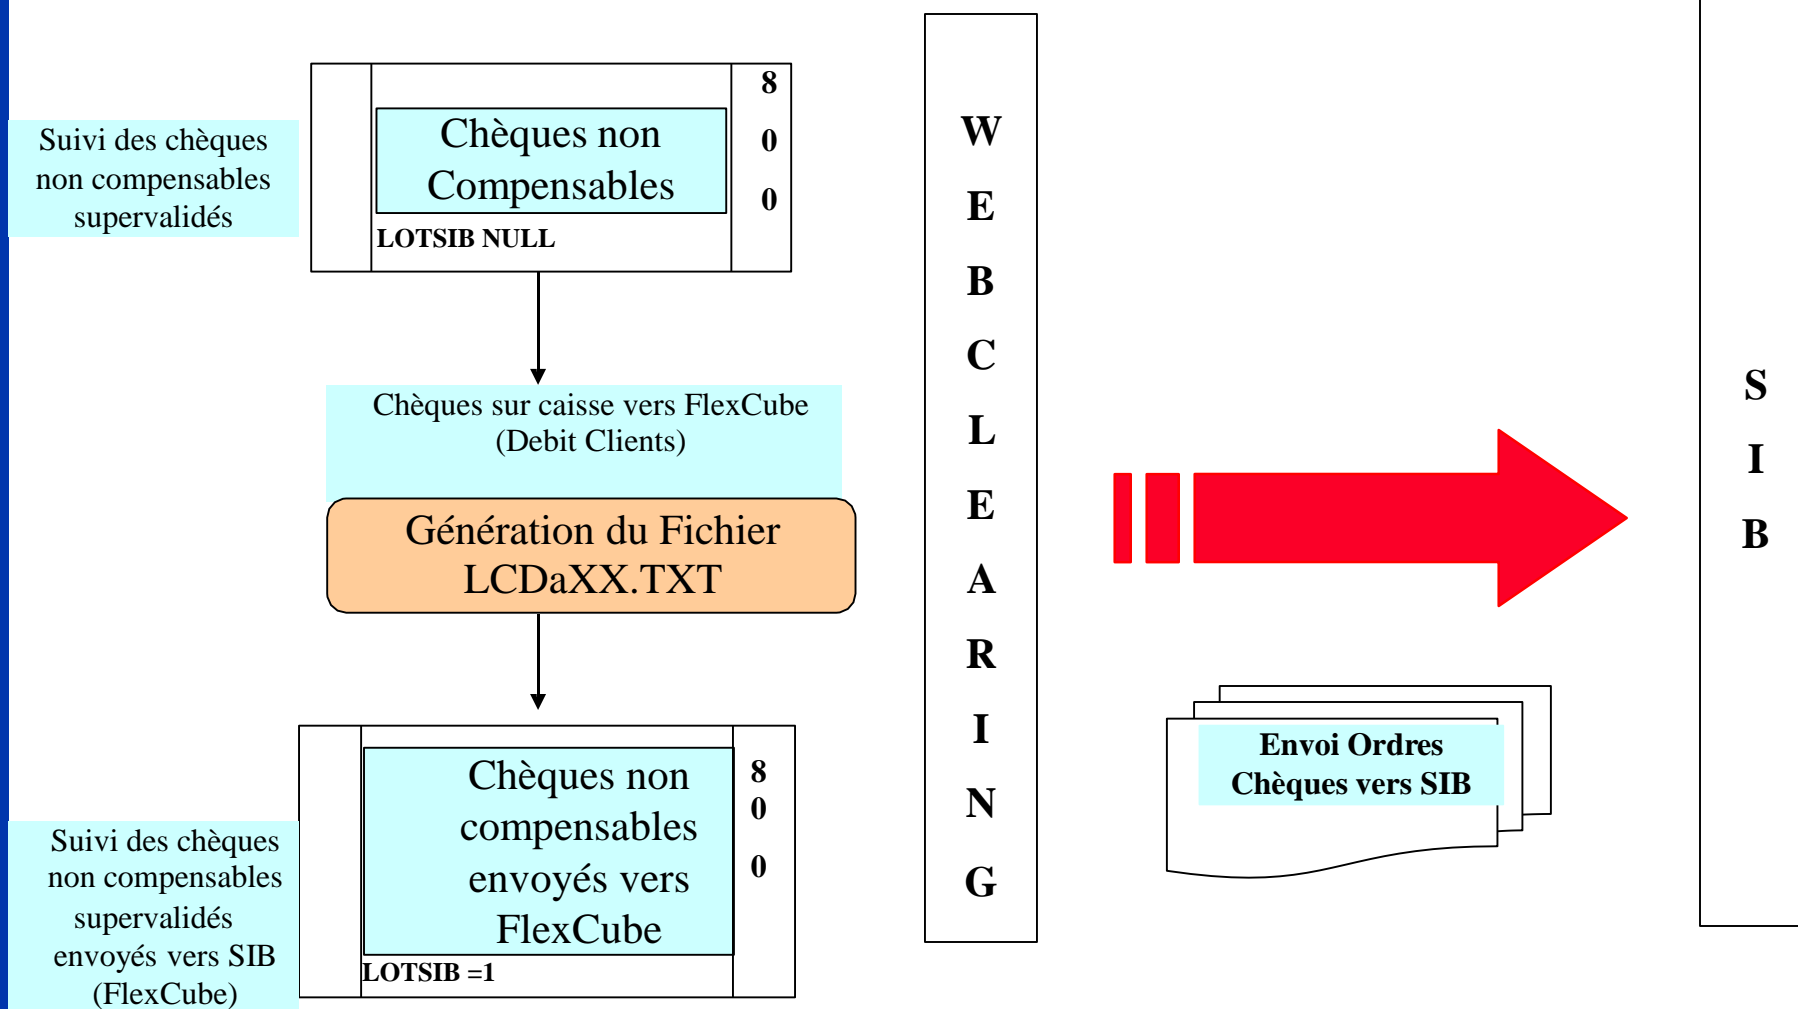 Suivi des chèques
non compensables
supervalidés
Chèques non
Compensables
8
0
0
LOTSIB NULL
Chèques sur caisse vers FlexCube
(Debit Clients)
Génération du Fichier
LCDaXX.TXT
Suivi des chèques
non compensables
supervalidés
envoyés vers SIB
(FlexCube)
Chèques non
compensables
envoyés vers
FlexCube
8
0
0
LOTSIB =1
W
E
B
C
L
E
A
R
I
N
G
Envoi Ordres
Chèques vers SIB
S
I
B